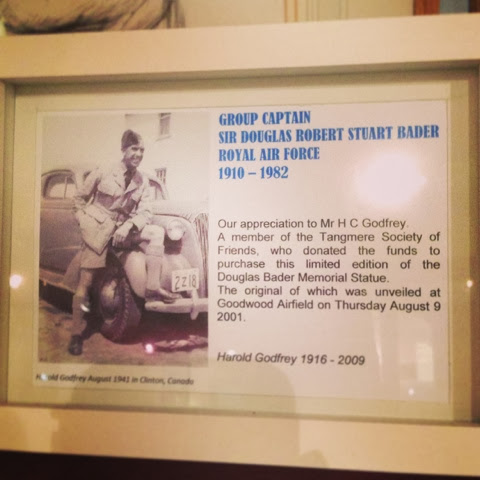 GROUP CAPTAIN
SIR DOUGLAS ROBERT STUART BADER
ROYAL AIR FORCE
1910 – 1982
Our appreciation to Mr H C Godfrey.
A member of the Tangmere Society of
Friends, who donated the funds to
purchase this limited edition of the
Douglas Bader Memorial Statue.
The original of which was unveiled at
Goodwood Airfield on Thursday August 9
2001.
Harold Godfrey 1916 - 2009
2Z18
Harold Godfrey August 1941 in Clinton, Canada